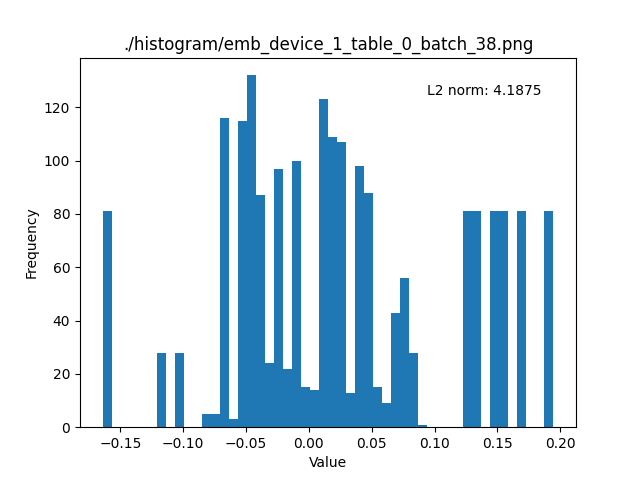 ./histogram/emb_device_1_table_0_batch_38.png
L2 norm: 4.1875
Frequency
120
100
80
60
40
20
0
−0.15 −0.10 −0.05 0.00 0.05 0.10 0.15 0.20
Value